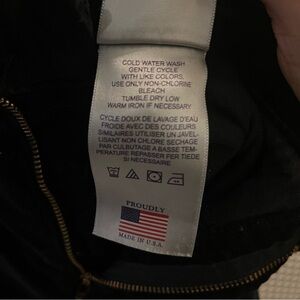 COLD WATER WASH
GENTLE CYCLE
WITH LIKE COLORS,
USE ONLY NON-CHLORINE
BLEACH
TUMBLE DRY LOW
WARM IRON IF NECESSARY
CYCLE DOUX DE LAVAGE D'EAU
FROIDE AVEC DES COULEURS
SIMILAIRES UTILISER UN JAVEL-
LISANT NON CHLORE SECHAGE
PAR CULBUTAGE A BASSE TEM-
PERATURE REPASSER FER TIEDE
SI NECESSAIRE
PROUDLY
MADE IN U.S.A.